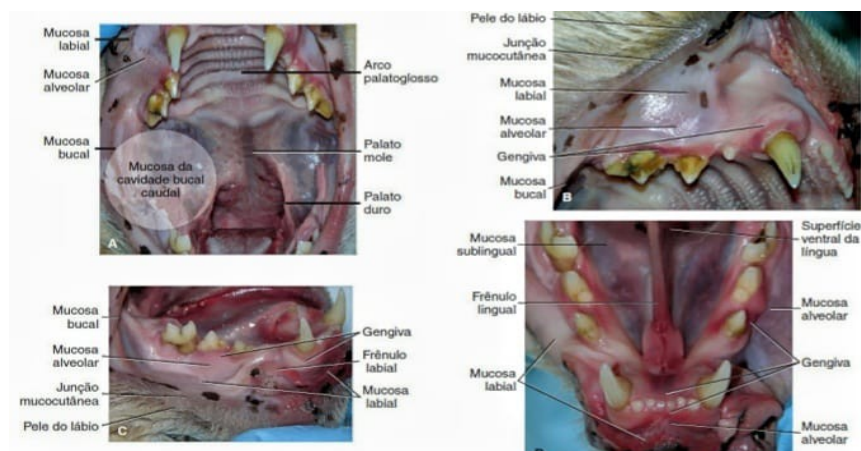 Mucosa
labial
Mucosa
alveolar
Mucosa
bucal
Mucosa da
cavidade bucal
caudal
Arco
palatoglosso
Palato
mole
Palato
duro
A
Pele do lábio
Junção
mucocutânea
Mucosa
labial
Mucosa
alveolar
Gengiva
Mucosa
bucal
B
Mucosa
bucal
Mucosa
alveolar
Junção
mucocutânea
Pele do lábio
Gengiva
Frênulo
labial
Mucosa
labial
C
Mucosa
sublingual
Frênulo
lingual
Mucosa
labial
Superfície
ventral da
língua
Mucosa
alveolar
Gengiva
Mucosa
alveolar